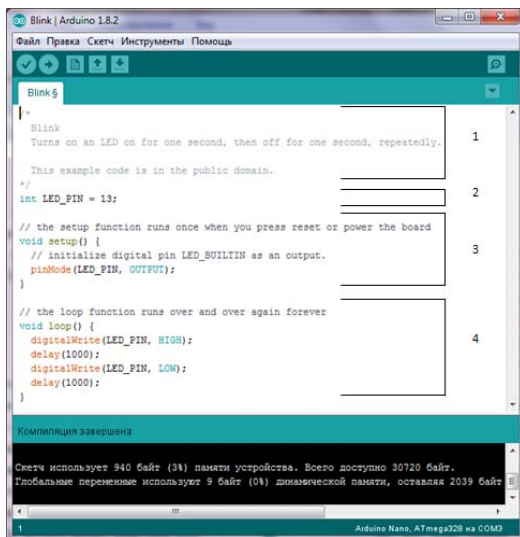 Blink | Arduino 1.8.2
Файл Правка Скетч Инструменты Помощь
Blink §
/*
Blink
Turns on an LED on for one second, then off for one second, repeatedly.
1
This example code is in the public domain.
*/
int LED_PIN = 13;
2
// the setup function runs once when you press reset or power the board
void setup() {
// initialize digital pin LED_BUILTIN as an output.
3
pinMode(LED_PIN, OUTPUT);
}
// the loop function runs over and over again forever
void loop() {
digitalWrite(LED_PIN, HIGH);
4
delay(1000);
digitalWrite(LED_PIN, LOW);
delay(1000);
}
Компиляция завершена
Скетч использует 940 байт (3%) памяти устройства. Всего доступно 30720 байт.
Глобальные переменные используют 9 байт (0%) динамической памяти, оставляя 2039 байт
1
Arduino Nano, ATmega328 на COM3